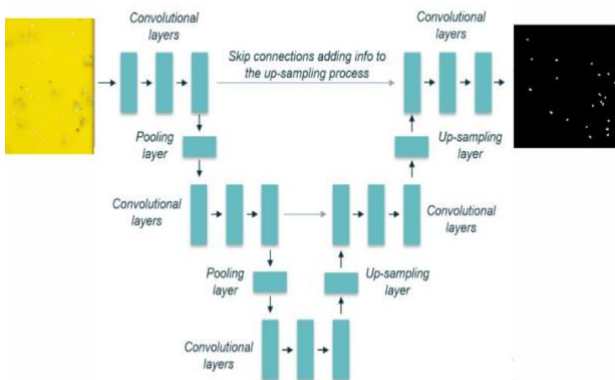 Convolutional
layers
Skip connections adding info to
the up-sampling process
Convolutional
layers
Pooling
layer
Up-sampling
layer
Convolutional
layers
Convolutional
layers
Pooling
layer
Up-sampling
layer
Convolutional
layers